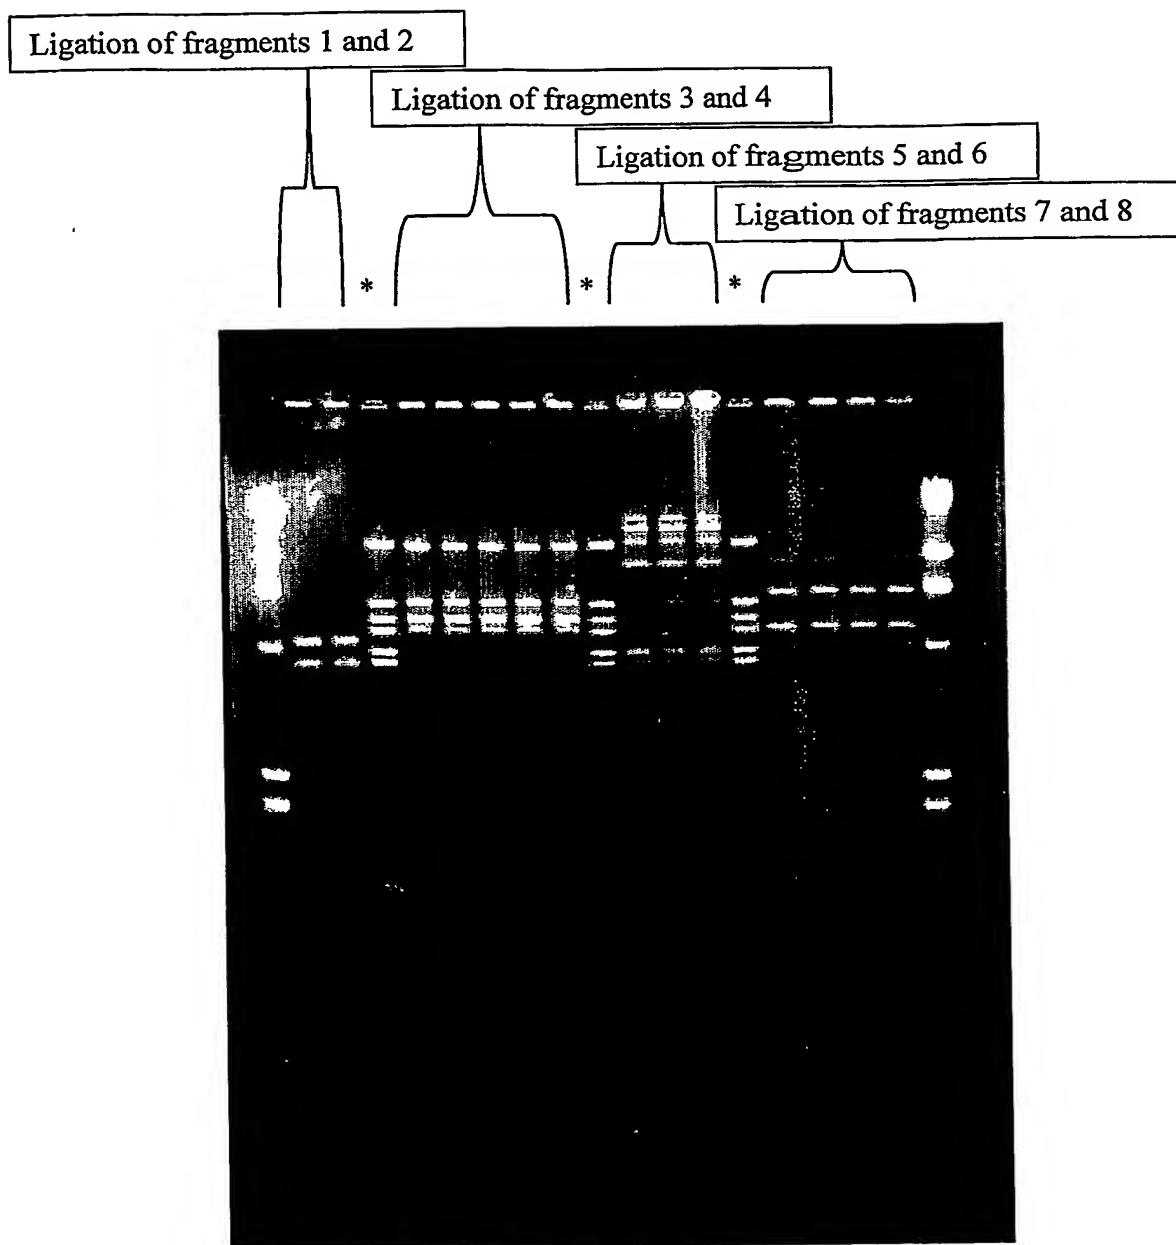 Ligation of fragments 1 and 2
Ligation of fragments 3 and 4
Ligation of fragments 5 and 6
Ligation of fragments 7 and 8
* * *